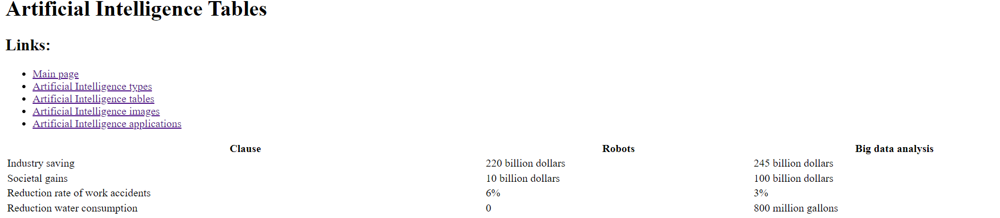 Artificial Intelligence Tables
Links:
Main page
Artificial Intelligence types
Artificial Intelligence tables
Artificial Intelligence images
Artificial Intelligence applications
Clause Robots Big data analysis
Industry saving 220 billion dollars 245 billion dollars
Societal gains 10 billion dollars 100 billion dollars
Reduction rate of work accidents 6% 3%
Reduction water consumption 0 800 million gallons